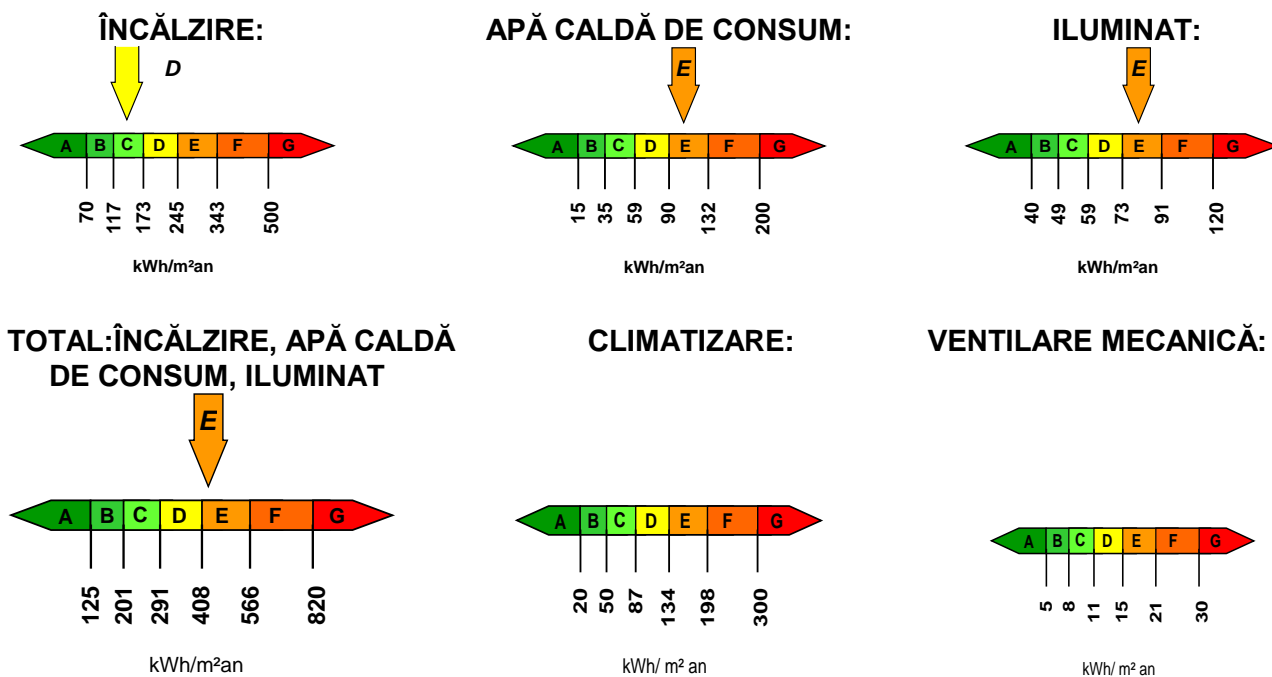 ÎNCĂLZIRE:
D
A B C D E F G
70 117 173 245 343 500
kWh/m²an
APĂ CALDĂ DE CONSUM:
E
A B C D E F G
15 35 59 90 132 200
kWh/m²an
ILUMINAT:
E
A B C D E F G
40 49 59 73 91 120
kWh/m²an
TOTAL:ÎNCĂLZIRE, APĂ CALDĂ
DE CONSUM, ILUMINAT
E
A B C D E F G
125 201 291 408 566 820
kWh/m²an
CLIMATIZARE:
A B C D E F G
20 50 87 134 198 300
kWh/ m² an
VENTILARE MECANICĂ:
A B C D E F G
5 8 11 15 21 30
kWh/ m² an